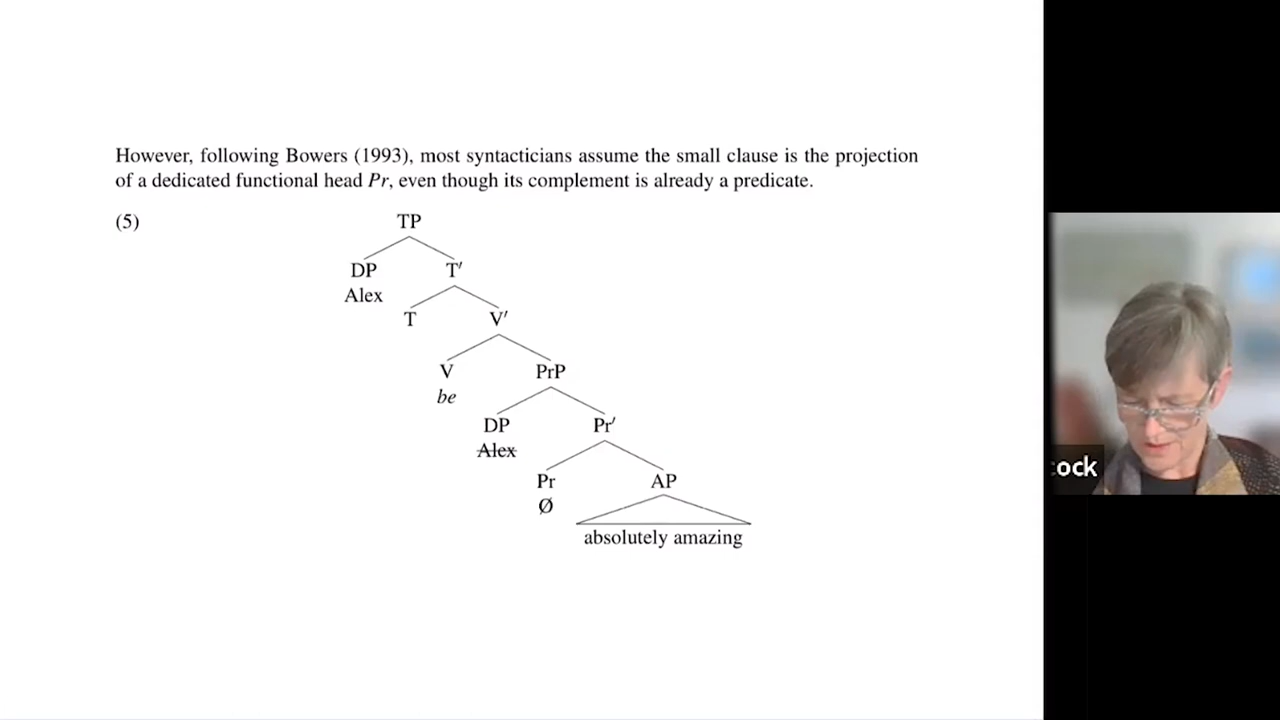 However, following Bowers (1993), most syntacticians assume the small clause is the projection
of a dedicated functional head Pr, even though its complement is already a predicate.
(5) TP
DP T′
Alex
T V′
V PrP
be
DP Pr′
Alex
Pr AP
Ø
absolutely amazing
cock